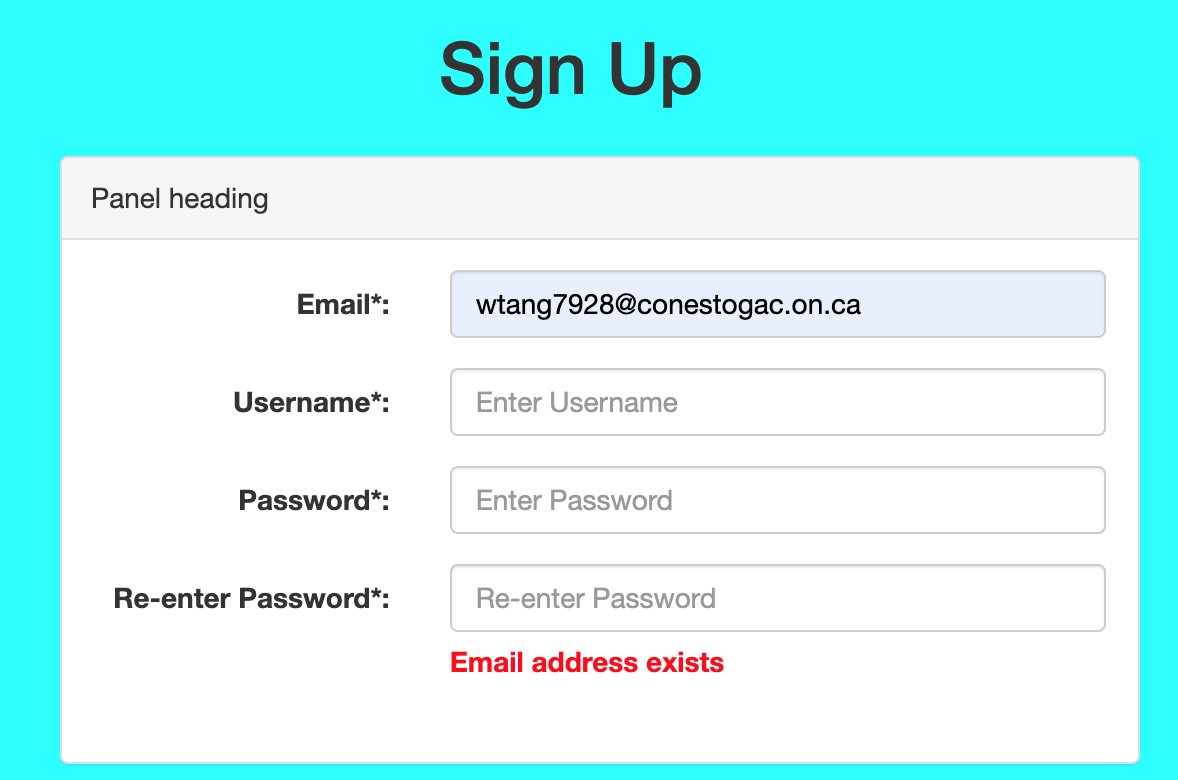 Sign Up
Panel heading
Email*:
wtang7928@conestogac.on.ca
Username*:
Enter Username
Password*:
Enter Password
Re-enter Password*:
Re-enter Password
Email address exists